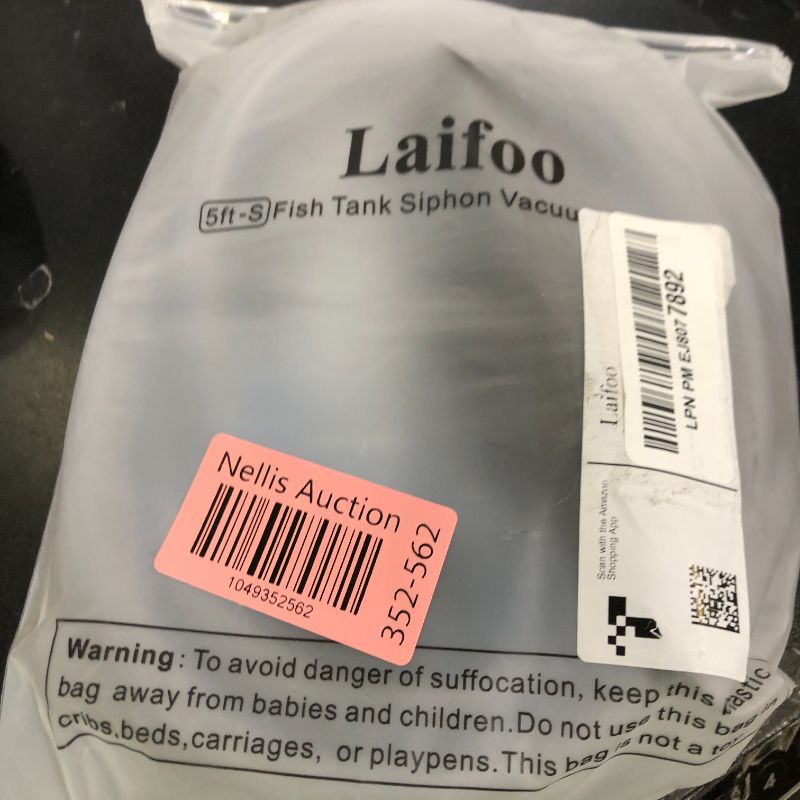 Laifoo
5ft-S Fish Tank Siphon Vacuu
Laifoo
LPN PM EJ807 7892
Scan with the Amazon
Shopping App
Nellis Auction
1049352562
352-562
Warning: To avoid danger of suffocation, keep this plastic
bag away from babies and children.Do not use this bag in
cribs,beds,carriages, or playpens.This bag is not a toy.